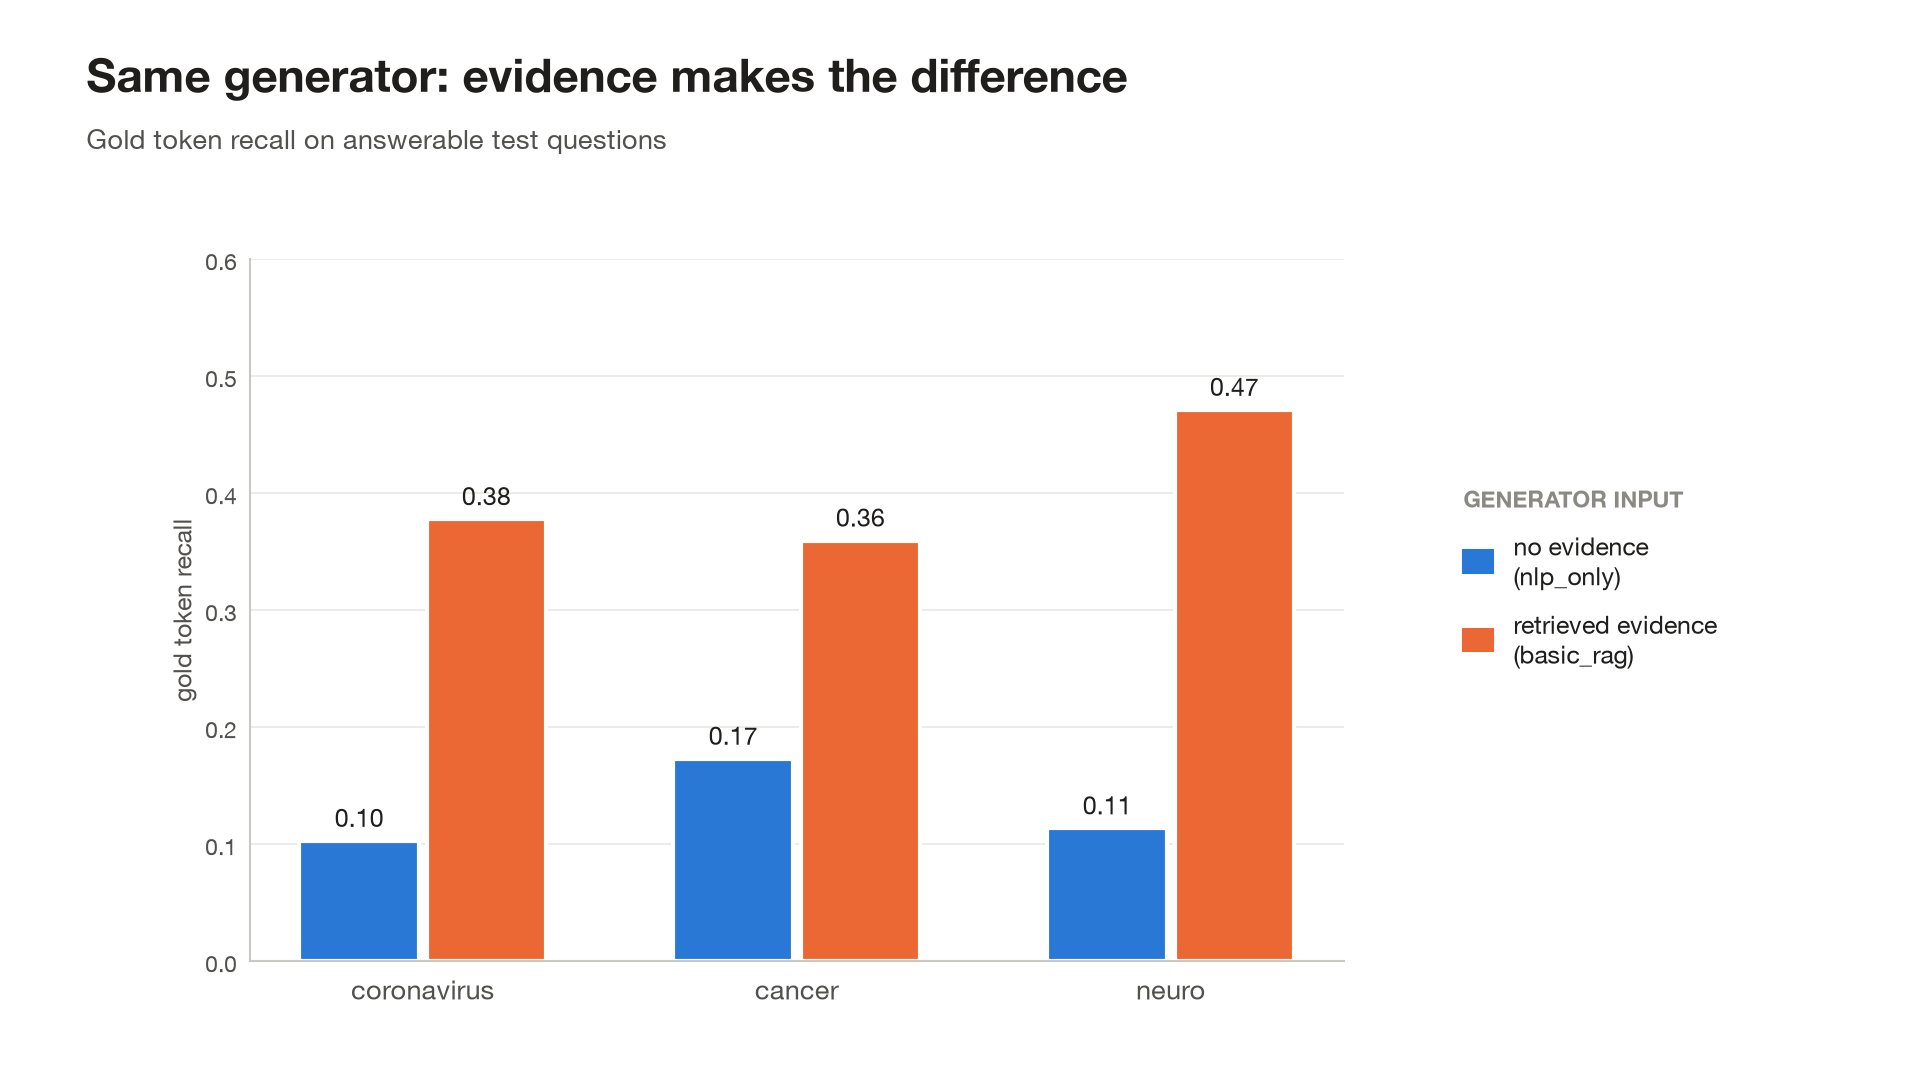 Same generator: evidence makes the difference
Gold token recall on answerable test questions
gold token recall
0.6
0.5
0.4
0.3
0.2
0.1
0.0
0.10
0.38
0.17
0.36
0.11
0.47
coronavirus
cancer
neuro
GENERATOR INPUT
no evidence
(nlp_only)
retrieved evidence
(basic_rag)